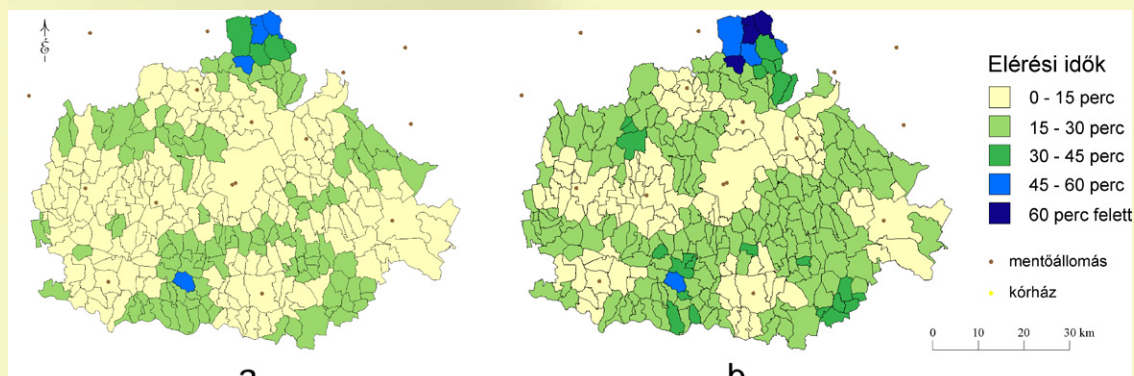 É
Elérési idők
0 - 15 perc
15 - 30 perc
30 - 45 perc
45 - 60 perc
60 perc felett
mentőállomás
kórház
0 10 20 30 km
a
b